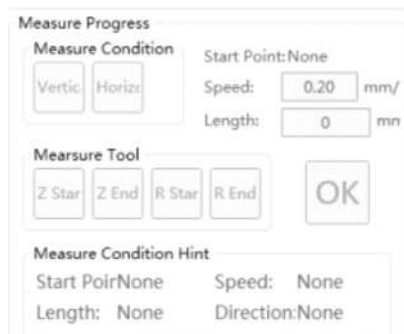 Measure Progress
Measure Condition
Vertic Horizo
Start Point:None
Speed: 0.20 mm/
Length: 0 mm
Mearsure Tool
Z Star Z End R Star R End
OK
Measure Condition Hint
Start PoirNone Speed: None
Length: None Direction:None